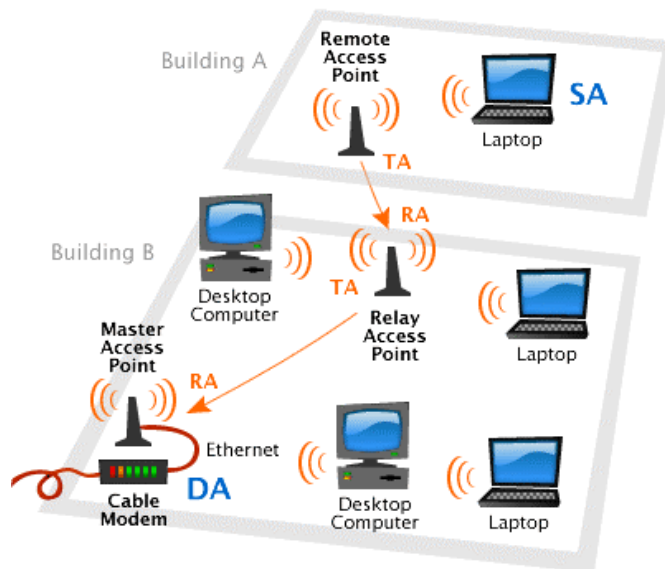 Building A
Remote
Access
Point
SA
Laptop
TA
RA
Building B
Desktop
Computer
TA
Relay
Access
Point
Laptop
Master
Access
Point
RA
Ethernet
DA
Cable
Modem
Desktop
Computer
Laptop